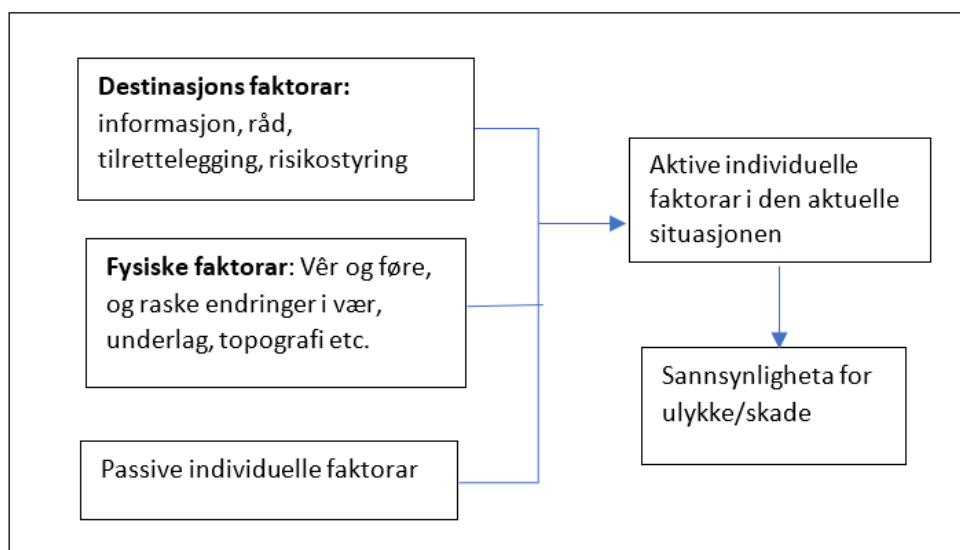 Destinasjons faktorar:
informasjon, råd,
tilrettelegging, risikostyring
Fysiske faktorar: Vêr og føre,
og raske endringer i vær,
underlag, topografi etc.
Passive individuelle faktorar
Aktive individuelle
faktorar i den aktuelle
situasjonen
Sannsynligheta for
ulykke/skade